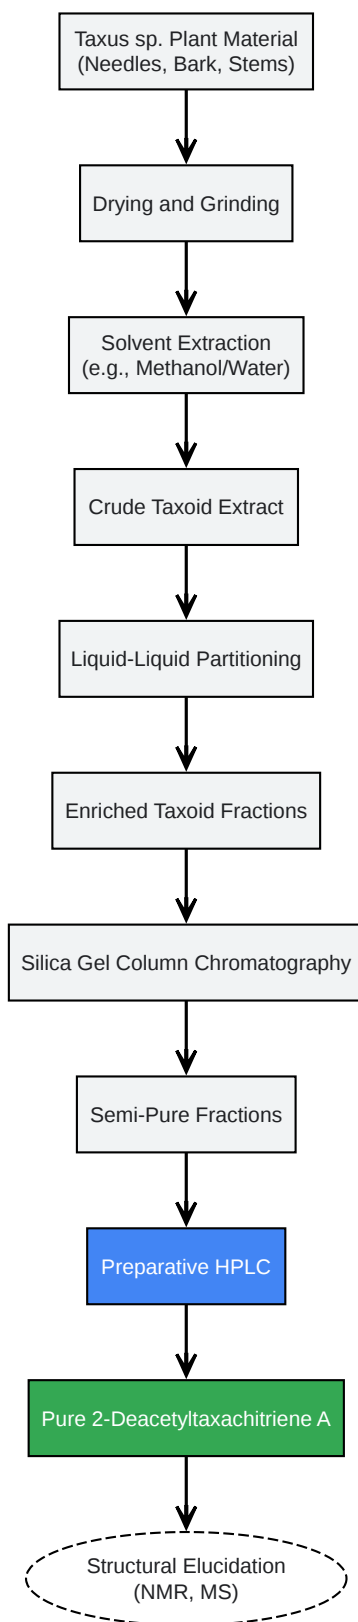 Taxus sp. Plant Material
(Needles, Bark, Stems)
Drying and Grinding
Solvent Extraction
(e.g., Methanol/Water)
Crude Taxoid Extract
Liquid-Liquid Partitioning
Enriched Taxoid Fractions
Silica Gel Column Chromatography
Semi-Pure Fractions
Preparative HPLC
Pure 2-Deacetyltaxachitriene A
Structural Elucidation
(NMR, MS)